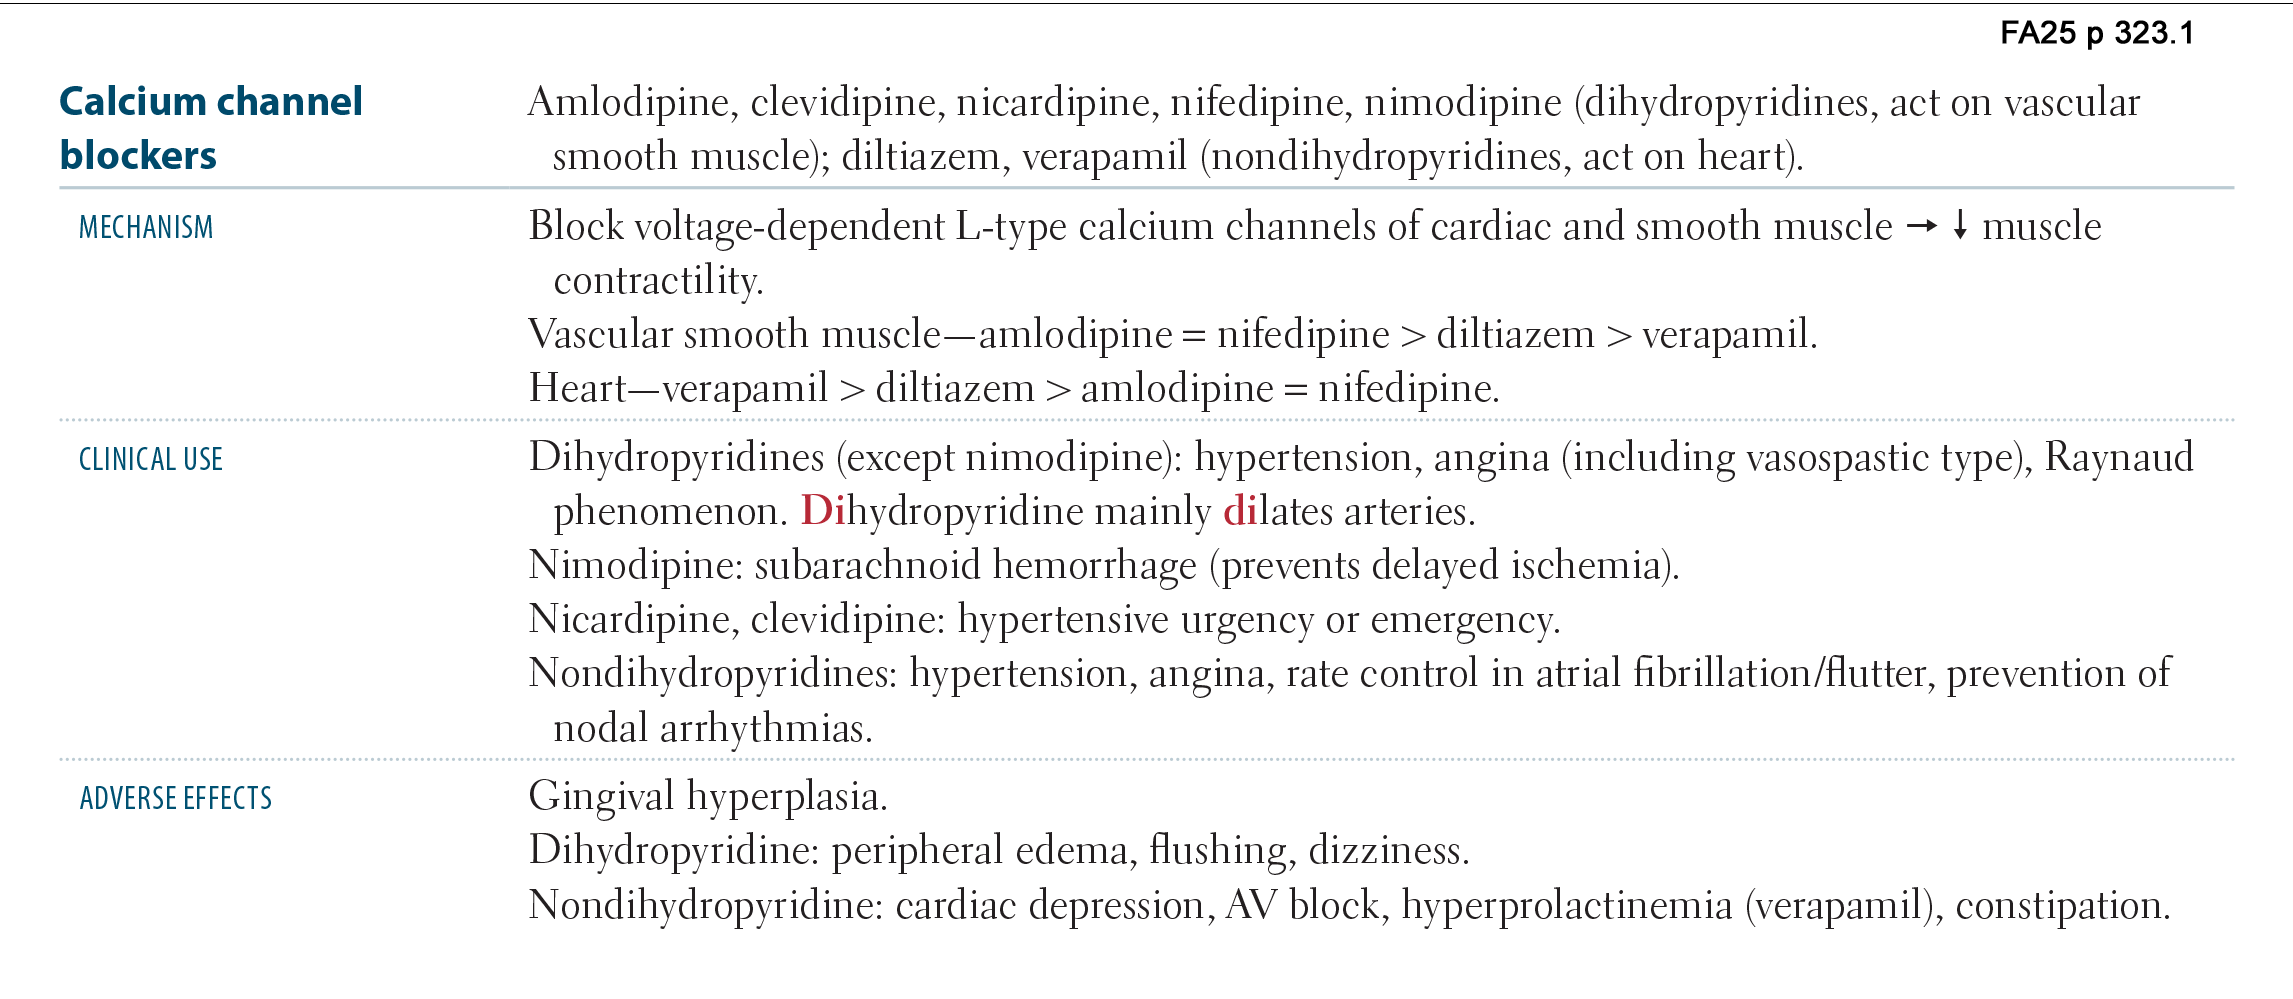 FA25 p 323.1
Calcium channel
blockers
Amlodipine, clevidipine, nicardipine, nifedipine, nimodipine (dihydropyridines, act on vascular
smooth muscle); diltiazem, verapamil (nondihydropyridines, act on heart).
MECHANISM
Block voltage-dependent L-type calcium channels of cardiac and smooth muscle → ↓ muscle
contractility.
Vascular smooth muscle—amlodipine = nifedipine > diltiazem > verapamil.
Heart—verapamil > diltiazem > amlodipine = nifedipine.
CLINICAL USE
Dihydropyridines (except nimodipine): hypertension, angina (including vasospastic type), Raynaud
phenomenon. Dihydropyridine mainly dilates arteries.
Nimodipine: subarachnoid hemorrhage (prevents delayed ischemia).
Nicardipine, clevidipine: hypertensive urgency or emergency.
Nondihydropyridines: hypertension, angina, rate control in atrial fibrillation/flutter, prevention of
nodal arrhythmias.
ADVERSE EFFECTS
Gingival hyperplasia.
Dihydropyridine: peripheral edema, flushing, dizziness.
Nondihydropyridine: cardiac depression, AV block, hyperprolactinemia (verapamil), constipation.